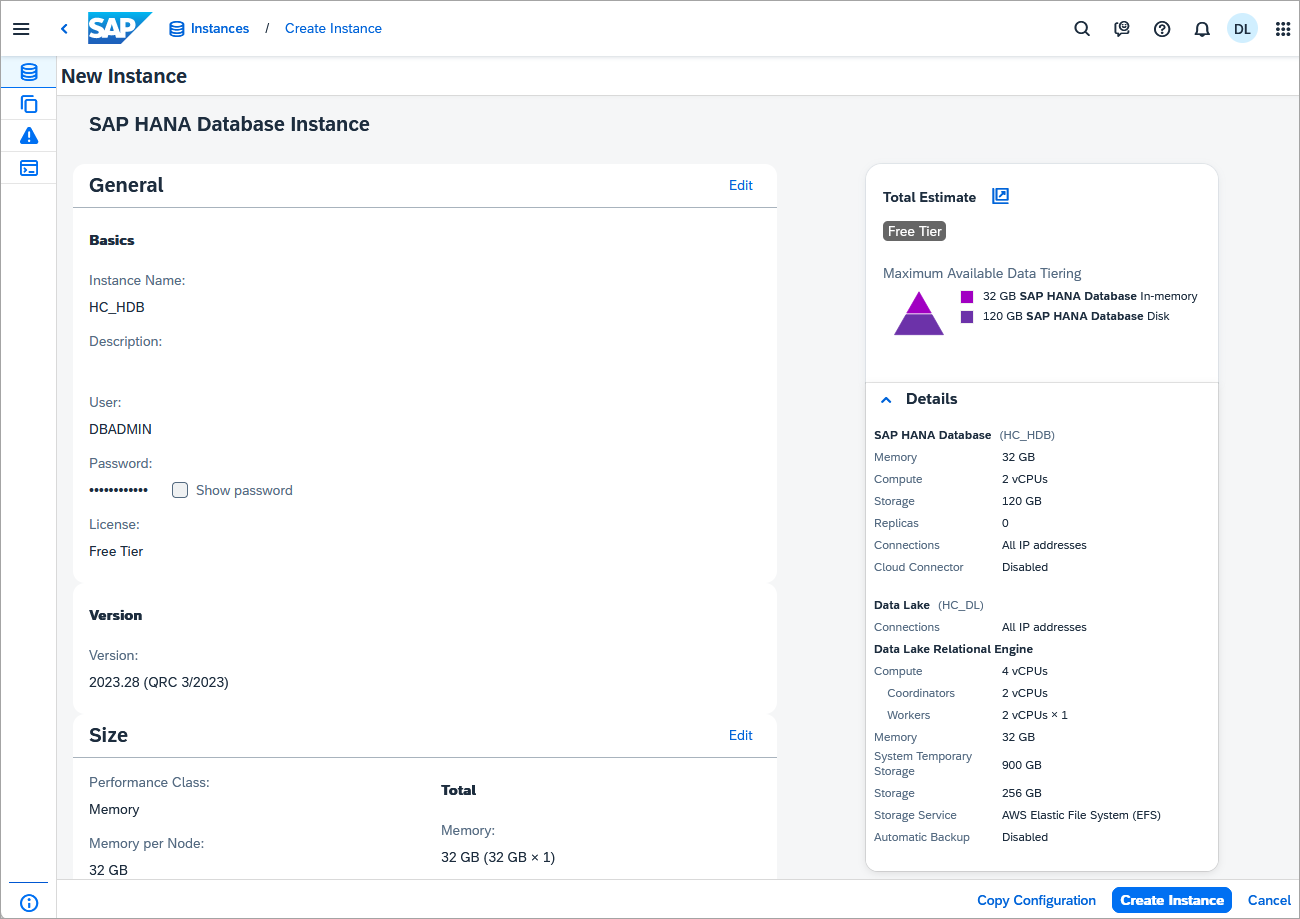 SAP
Instances / Create Instance
DL
New Instance
SAP HANA Database Instance
General
Edit
Basics
Instance Name:
HC_HDB
Description:
User:
DBADMIN
Password:
••••••••••••
Show password
License:
Free Tier
Version
Version:
2023.28 (QRC 3/2023)
Size
Edit
Performance Class:
Memory
Memory per Node:
32 GB
Total
Memory:
32 GB (32 GB × 1)
Total Estimate
Free Tier
Maximum Available Data Tiering
32 GB SAP HANA Database In-memory
120 GB SAP HANA Database Disk
Details
SAP HANA Database (HC_HDB)
Memory 32 GB
Compute 2 vCPUs
Storage 120 GB
Replicas 0
Connections All IP addresses
Cloud Connector Disabled
Data Lake (HC_DL)
Connections All IP addresses
Data Lake Relational Engine
Compute 4 vCPUs
Coordinators 2 vCPUs
Workers 2 vCPUs × 1
Memory 32 GB
System Temporary
Storage
900 GB
Storage 256 GB
Storage Service AWS Elastic File System (EFS)
Automatic Backup Disabled
Copy Configuration
Create Instance
Cancel